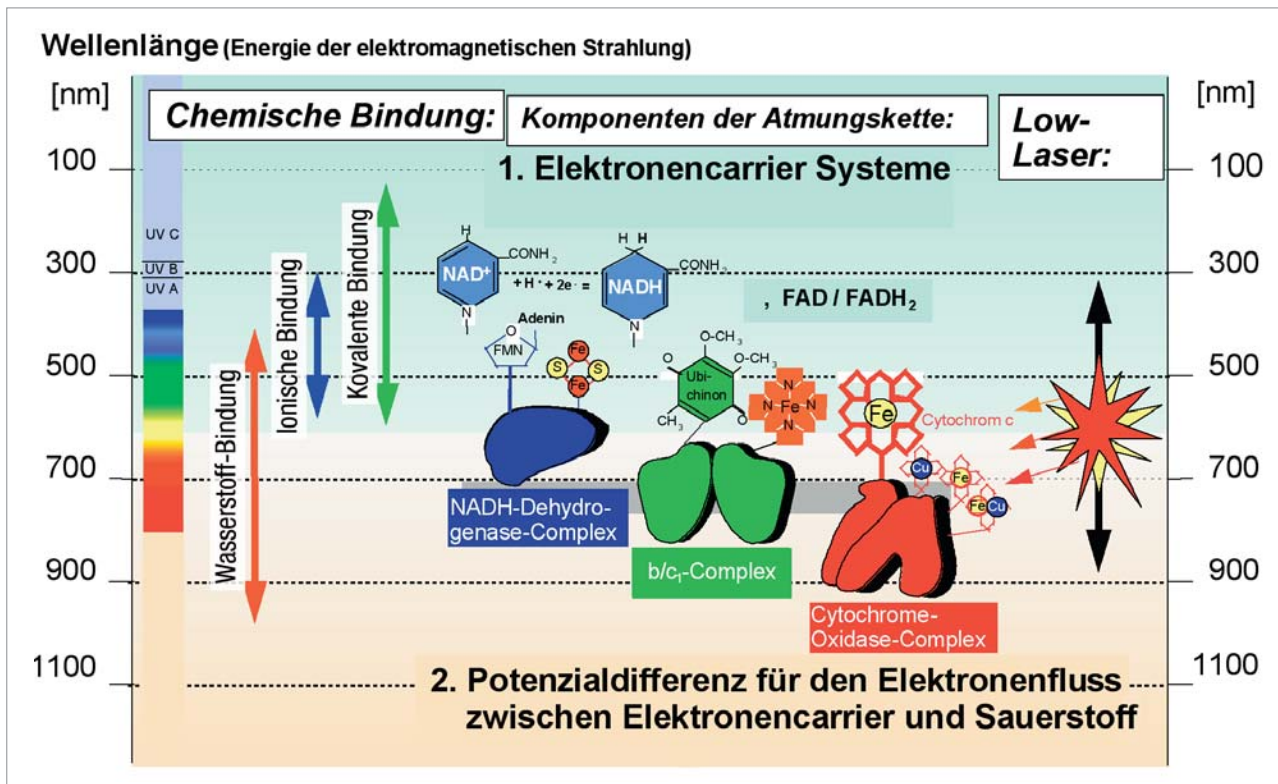 Wellenlänge (Energie der elektromagnetischen Strahlung)
[nm]
[nm]
Chemische Bindung:
Komponenten der Atmungskette:
Low-
Laser:
1. Elektronencarrier Systeme
100
300
500
700
900
1100
100
300
500
700
900
1100
UV C
UV B
UV A
Wasserstoff-Bindung
Ionische Bindung
Kovalente Bindung
H
CONH₂
NAD⁺
N
+ H· + 2e· =
H H
CONH₂
NADH
N
, FAD / FADH₂
Adenin
O
FMN
Fe
S
S
Fe
O-CH₃
O
O-CH₃
Ubi-
chinon
CH₃
O
N
N Fe N
N
Fe
Cytochrom c
Cu
Fe
Fe
Cu
NADH-Dehydro-
genase-Complex
b/c₁-Complex
Cytochrome-
Oxidase-Complex
2. Potenzialdifferenz für den Elektronenfluss
zwischen Elektronencarrier und Sauerstoff